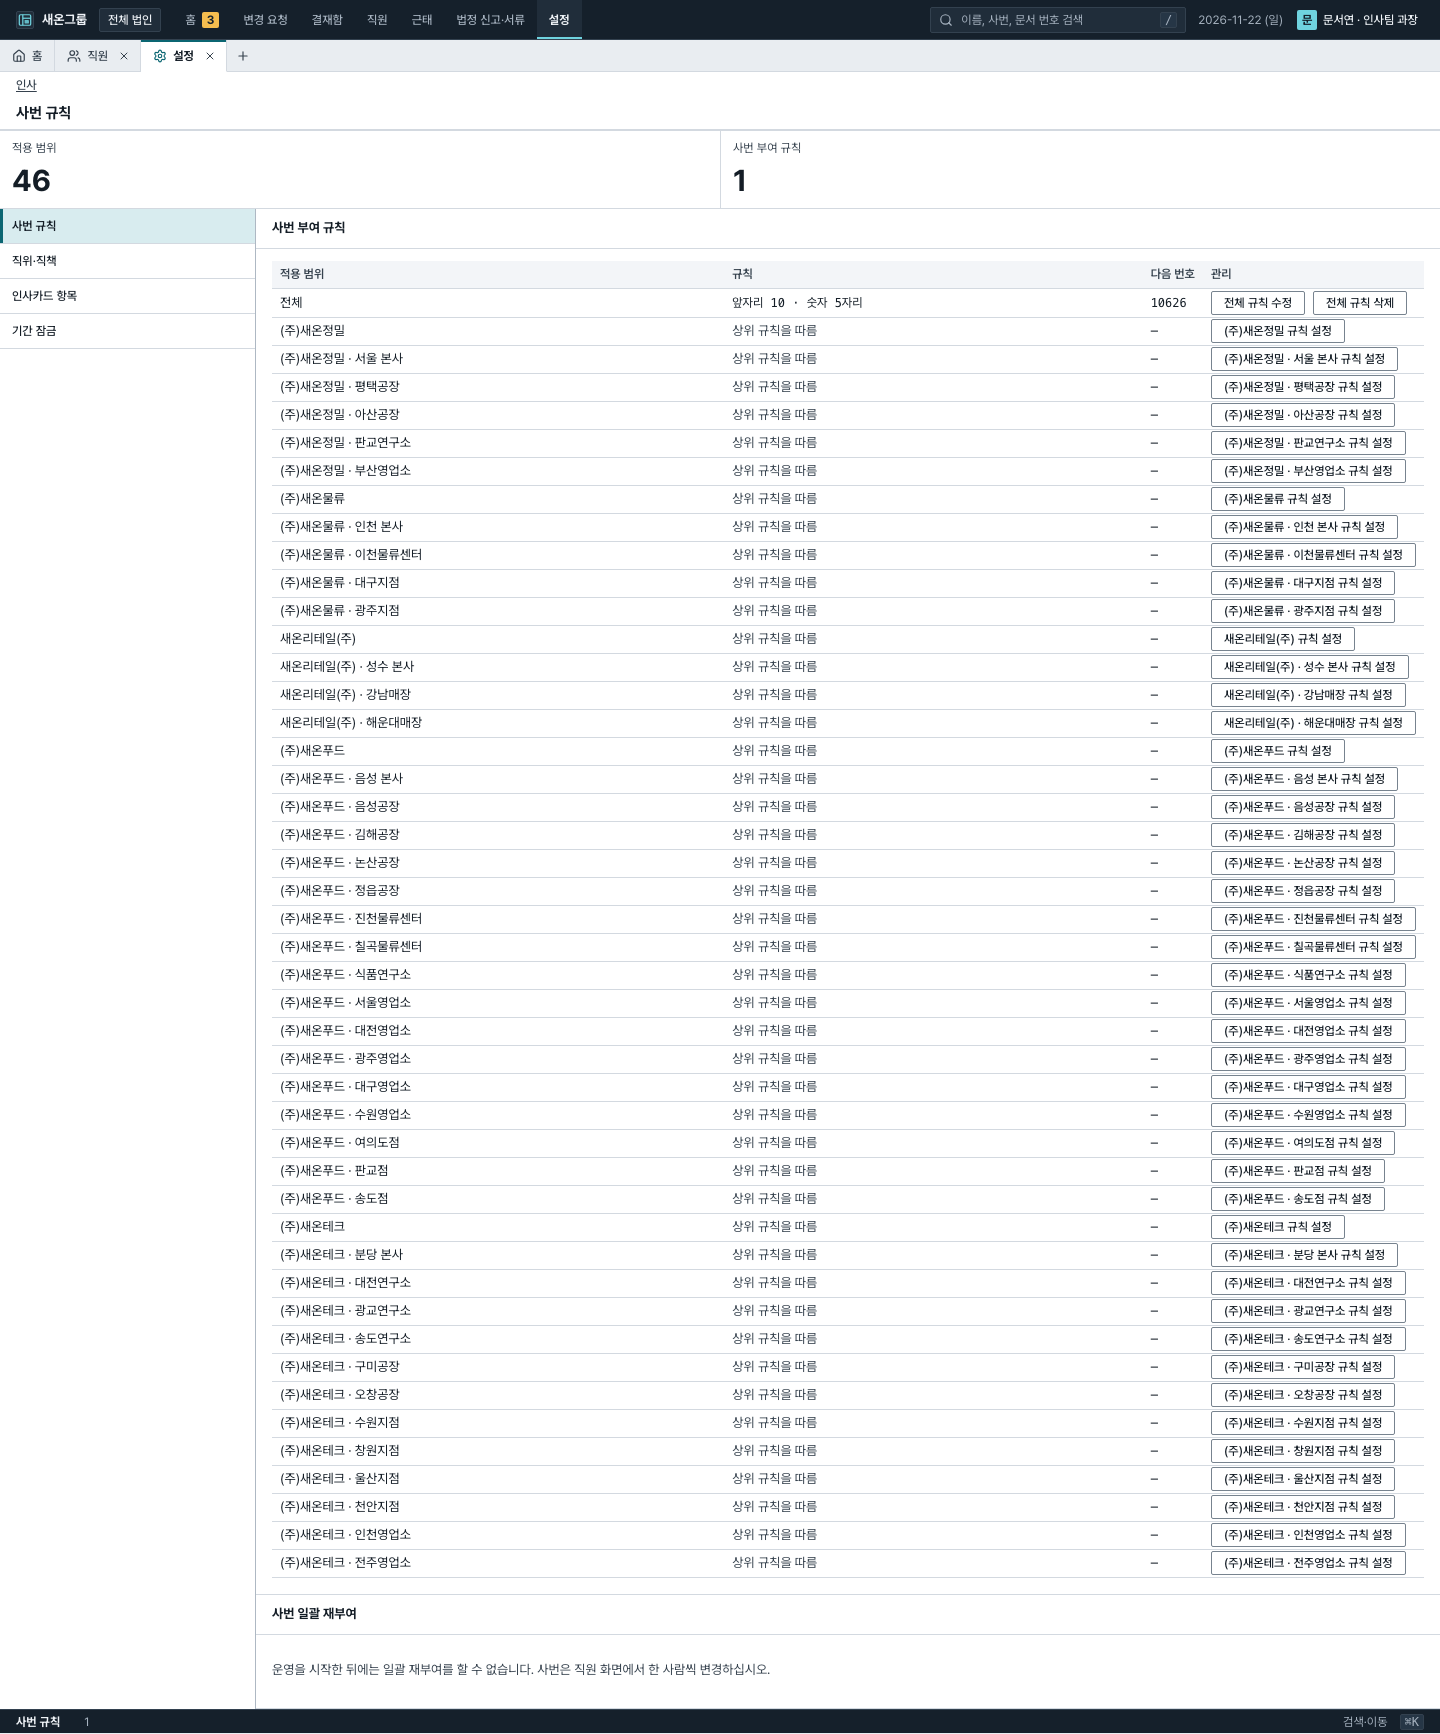 새온그룹 전체 법인 홈 3 변경 요청 결재함 직원 근태 법정 신고·서류 설정 이름, 사번, 문서 번호 검색 / 2026-11-22 (일) 문 문서연 · 인사팀 과장
홈 직원 설정
인사
사번 규칙
적용 범위 사번 부여 규칙
46 1
사번 규칙
직위·직책
인사카드 항목
기간 잠금
사번 부여 규칙
적용 범위 규칙 다음 번호 관리
전체 앞자리 10 · 숫자 5자리 10626 전체 규칙 수정 전체 규칙 삭제
(주)새온정밀 상위 규칙을 따름 — (주)새온정밀 규칙 설정
(주)새온정밀 · 서울 본사 상위 규칙을 따름 — (주)새온정밀 · 서울 본사 규칙 설정
(주)새온정밀 · 평택공장 상위 규칙을 따름 — (주)새온정밀 · 평택공장 규칙 설정
(주)새온정밀 · 아산공장 상위 규칙을 따름 — (주)새온정밀 · 아산공장 규칙 설정
(주)새온정밀 · 판교연구소 상위 규칙을 따름 — (주)새온정밀 · 판교연구소 규칙 설정
(주)새온정밀 · 부산영업소 상위 규칙을 따름 — (주)새온정밀 · 부산영업소 규칙 설정
(주)새온물류 상위 규칙을 따름 — (주)새온물류 규칙 설정
(주)새온물류 · 인천 본사 상위 규칙을 따름 — (주)새온물류 · 인천 본사 규칙 설정
(주)새온물류 · 이천물류센터 상위 규칙을 따름 — (주)새온물류 · 이천물류센터 규칙 설정
(주)새온물류 · 대구지점 상위 규칙을 따름 — (주)새온물류 · 대구지점 규칙 설정
(주)새온물류 · 광주지점 상위 규칙을 따름 — (주)새온물류 · 광주지점 규칙 설정
새온리테일(주) 상위 규칙을 따름 — 새온리테일(주) 규칙 설정
새온리테일(주) · 성수 본사 상위 규칙을 따름 — 새온리테일(주) · 성수 본사 규칙 설정
새온리테일(주) · 강남매장 상위 규칙을 따름 — 새온리테일(주) · 강남매장 규칙 설정
새온리테일(주) · 해운대매장 상위 규칙을 따름 — 새온리테일(주) · 해운대매장 규칙 설정
(주)새온푸드 상위 규칙을 따름 — (주)새온푸드 규칙 설정
(주)새온푸드 · 음성 본사 상위 규칙을 따름 — (주)새온푸드 · 음성 본사 규칙 설정
(주)새온푸드 · 음성공장 상위 규칙을 따름 — (주)새온푸드 · 음성공장 규칙 설정
(주)새온푸드 · 김해공장 상위 규칙을 따름 — (주)새온푸드 · 김해공장 규칙 설정
(주)새온푸드 · 논산공장 상위 규칙을 따름 — (주)새온푸드 · 논산공장 규칙 설정
(주)새온푸드 · 정읍공장 상위 규칙을 따름 — (주)새온푸드 · 정읍공장 규칙 설정
(주)새온푸드 · 진천물류센터 상위 규칙을 따름 — (주)새온푸드 · 진천물류센터 규칙 설정
(주)새온푸드 · 칠곡물류센터 상위 규칙을 따름 — (주)새온푸드 · 칠곡물류센터 규칙 설정
(주)새온푸드 · 식품연구소 상위 규칙을 따름 — (주)새온푸드 · 식품연구소 규칙 설정
(주)새온푸드 · 서울영업소 상위 규칙을 따름 — (주)새온푸드 · 서울영업소 규칙 설정
(주)새온푸드 · 대전영업소 상위 규칙을 따름 — (주)새온푸드 · 대전영업소 규칙 설정
(주)새온푸드 · 광주영업소 상위 규칙을 따름 — (주)새온푸드 · 광주영업소 규칙 설정
(주)새온푸드 · 대구영업소 상위 규칙을 따름 — (주)새온푸드 · 대구영업소 규칙 설정
(주)새온푸드 · 수원영업소 상위 규칙을 따름 — (주)새온푸드 · 수원영업소 규칙 설정
(주)새온푸드 · 여의도점 상위 규칙을 따름 — (주)새온푸드 · 여의도점 규칙 설정
(주)새온푸드 · 판교점 상위 규칙을 따름 — (주)새온푸드 · 판교점 규칙 설정
(주)새온푸드 · 송도점 상위 규칙을 따름 — (주)새온푸드 · 송도점 규칙 설정
(주)새온테크 상위 규칙을 따름 — (주)새온테크 규칙 설정
(주)새온테크 · 분당 본사 상위 규칙을 따름 — (주)새온테크 · 분당 본사 규칙 설정
(주)새온테크 · 대전연구소 상위 규칙을 따름 — (주)새온테크 · 대전연구소 규칙 설정
(주)새온테크 · 광교연구소 상위 규칙을 따름 — (주)새온테크 · 광교연구소 규칙 설정
(주)새온테크 · 송도연구소 상위 규칙을 따름 — (주)새온테크 · 송도연구소 규칙 설정
(주)새온테크 · 구미공장 상위 규칙을 따름 — (주)새온테크 · 구미공장 규칙 설정
(주)새온테크 · 오창공장 상위 규칙을 따름 — (주)새온테크 · 오창공장 규칙 설정
(주)새온테크 · 수원지점 상위 규칙을 따름 — (주)새온테크 · 수원지점 규칙 설정
(주)새온테크 · 창원지점 상위 규칙을 따름 — (주)새온테크 · 창원지점 규칙 설정
(주)새온테크 · 울산지점 상위 규칙을 따름 — (주)새온테크 · 울산지점 규칙 설정
(주)새온테크 · 천안지점 상위 규칙을 따름 — (주)새온테크 · 천안지점 규칙 설정
(주)새온테크 · 인천영업소 상위 규칙을 따름 — (주)새온테크 · 인천영업소 규칙 설정
(주)새온테크 · 전주영업소 상위 규칙을 따름 — (주)새온테크 · 전주영업소 규칙 설정
사번 일괄 재부여
운영을 시작한 뒤에는 일괄 재부여를 할 수 없습니다. 사번은 직원 화면에서 한 사람씩 변경하십시오.
사번 규칙 1 검색·이동 ⌘K